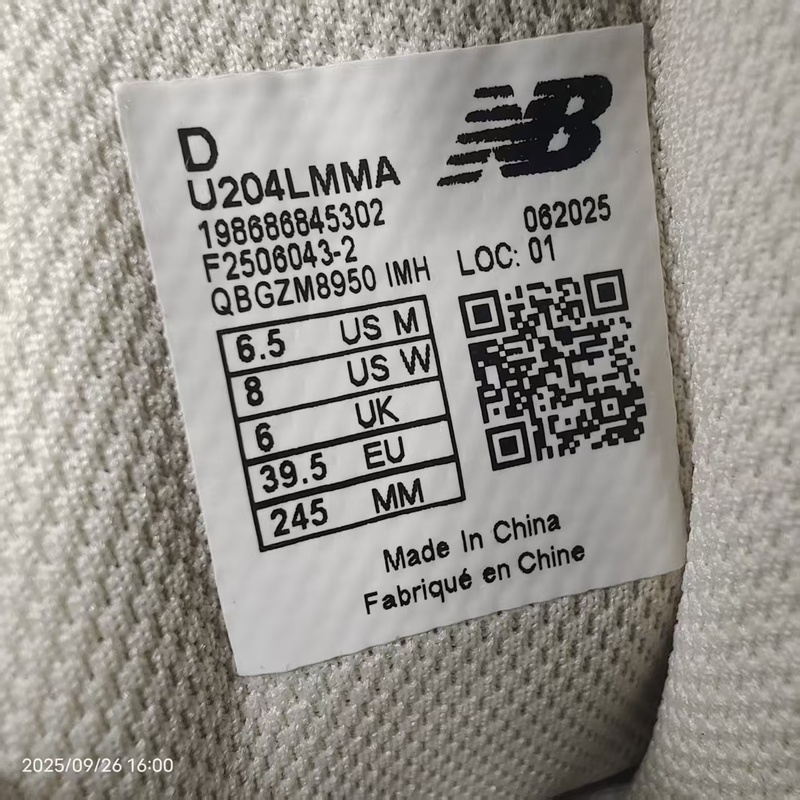 NB
D
U204LMMA
198686845302
062025
F2506043-2
LOC: 01
QBGZM8950 IMH
6.5 US M
8 US W
6 UK
39.5 EU
245 MM
Made In China
Fabriqué en Chine
2025/09/26 16:00